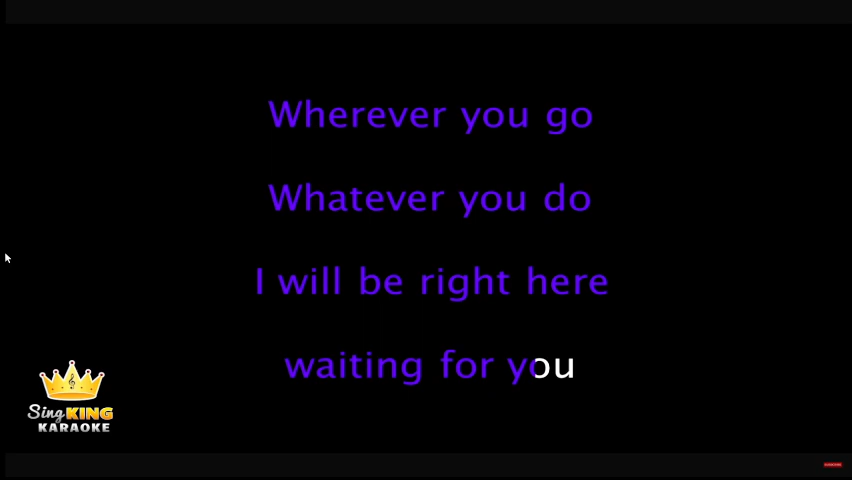 Wherever you go
Whatever you do
I will be right here
waiting for you
Sing KING
KARAOKE